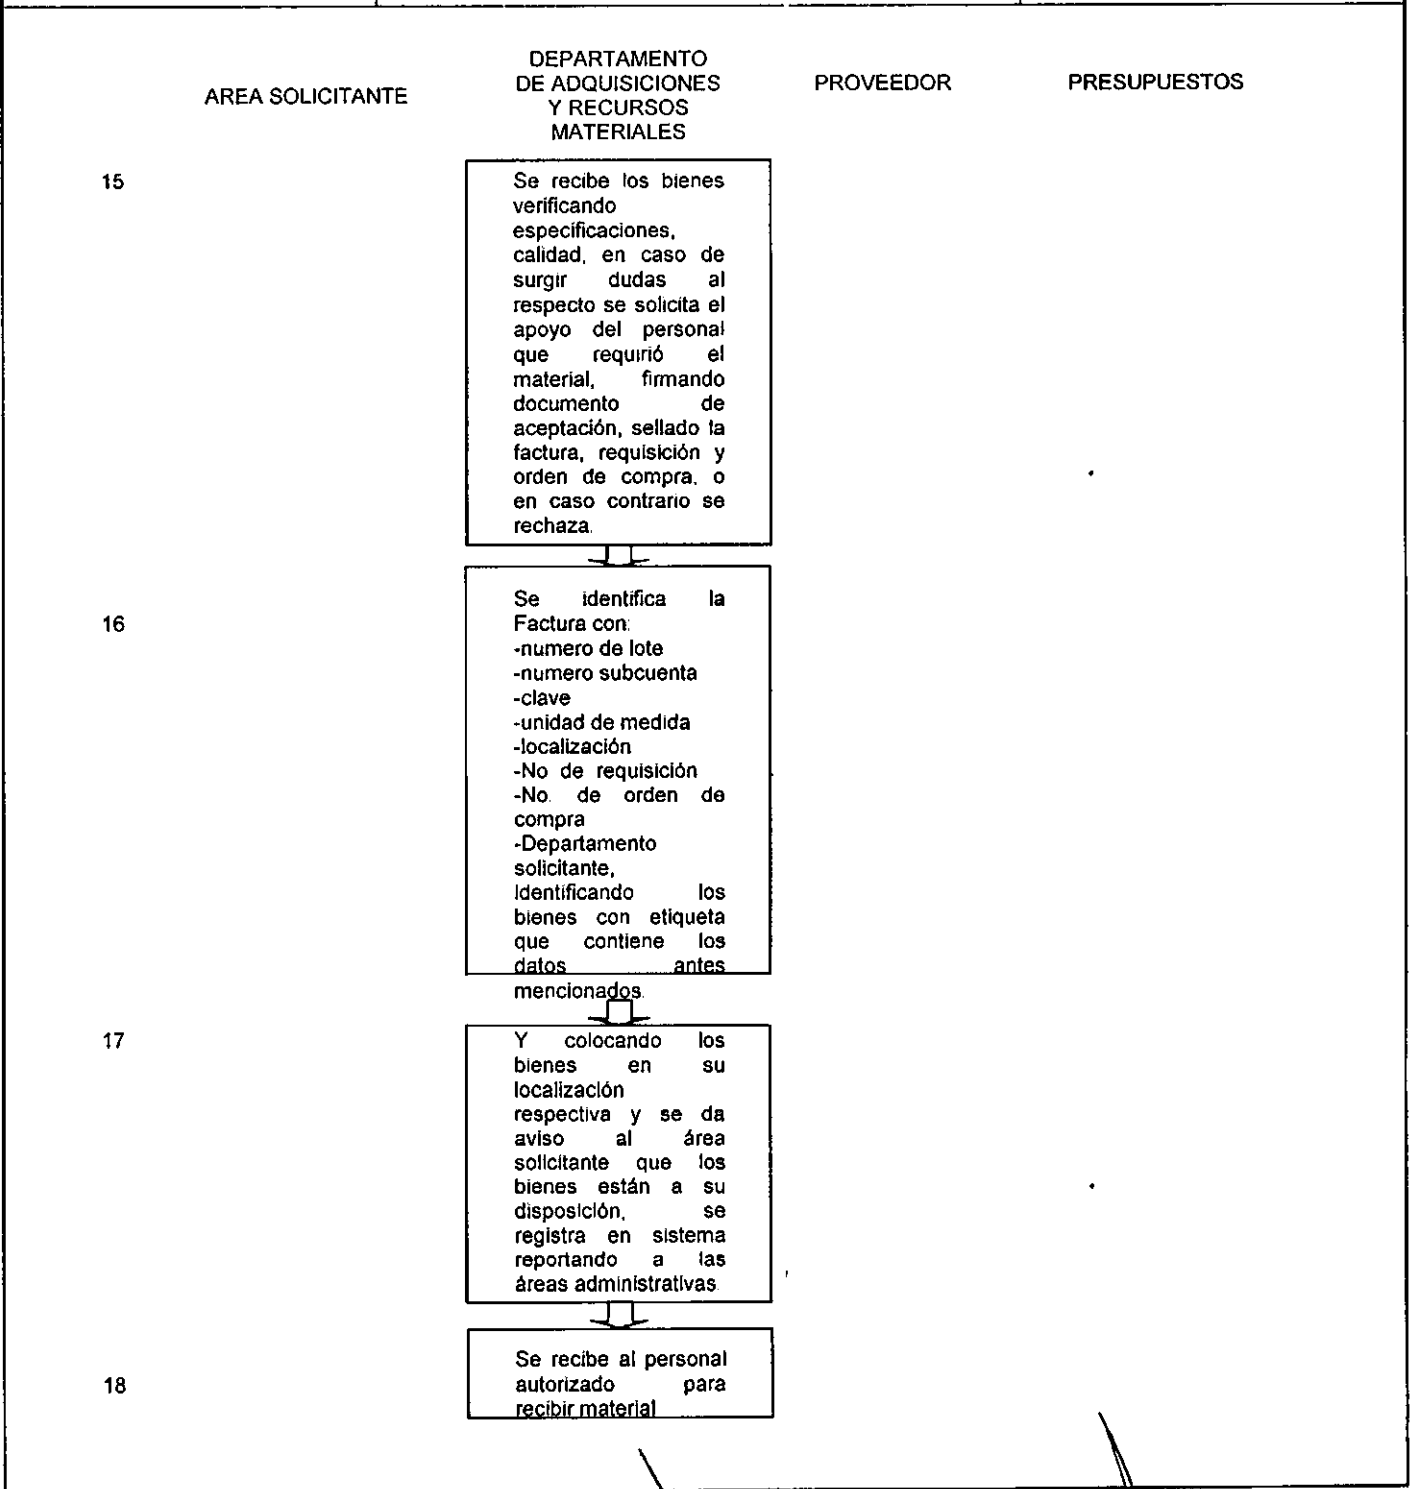 AREA SOLICITANTE
DEPARTAMENTO
DE ADQUISICIONES
Y RECURSOS
MATERIALES
PROVEEDOR
PRESUPUESTOS
15
Se recibe los bienes
verificando
especificaciones,
calidad, en caso de
surgir dudas al
respecto se solicita el
apoyo del personal
que requirió el
material, firmando
documento de
aceptación, sellado la
factura, requisición y
orden de compra, o
en caso contrario se
rechaza.
16
Se identifica la
Factura con:
-numero de lote
-numero subcuenta
-clave
-unidad de medida
-localización
-No de requisición
-No. de orden de
compra
-Departamento
solicitante,
Identificando los
bienes con etiqueta
que contiene los
datos antes
mencionados.
17
Y colocando los
bienes en su
localización
respectiva y se da
aviso al área
solicitante que los
bienes están a su
disposición, se
registra en sistema
reportando a las
áreas administrativas.
18
Se recibe al personal
autorizado para
recibir material